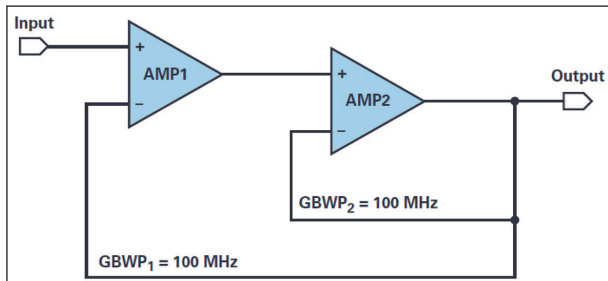 Input
+
AMP1
−
+
AMP2
−
Output
GBWP₂ = 100 MHz
GBWP₁ = 100 MHz